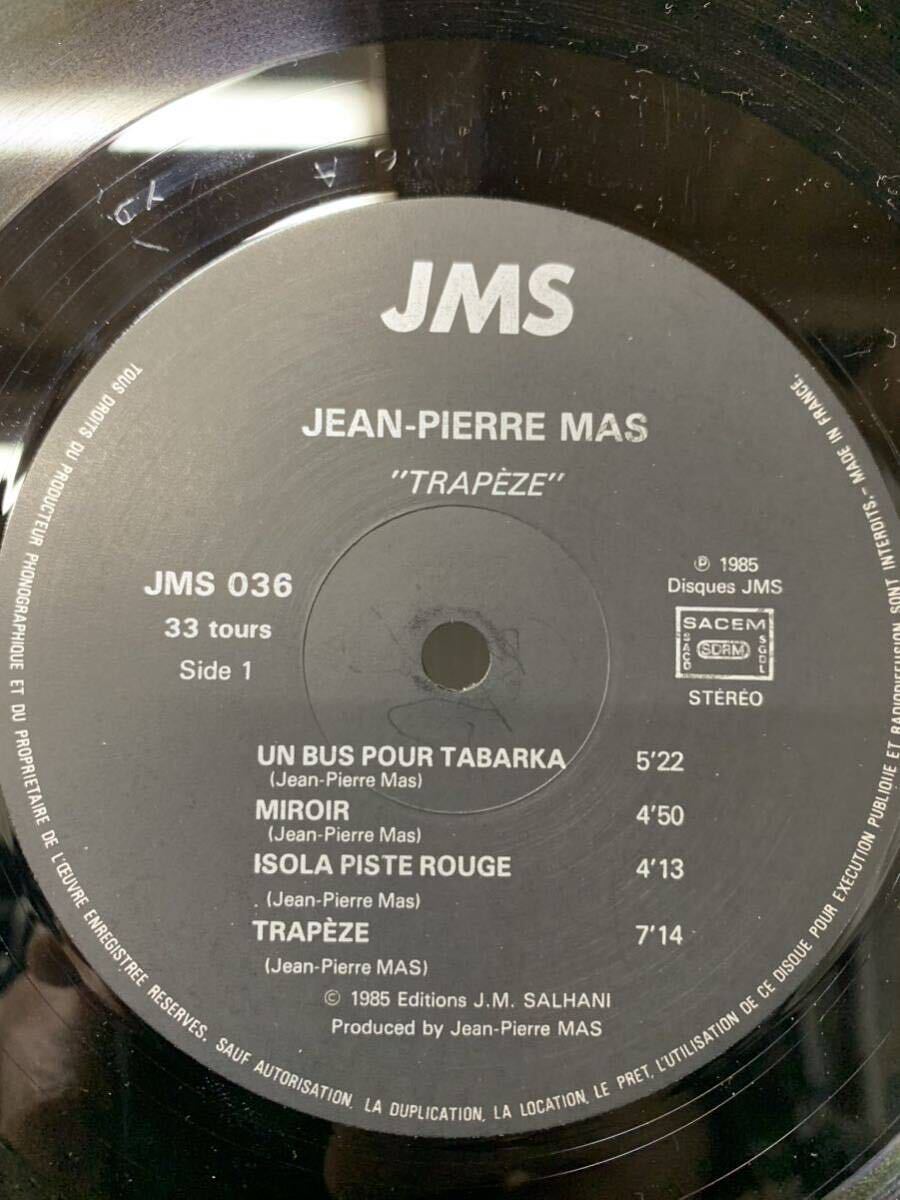 JMS
JEAN-PIERRE MAS
"TRAPÈZE"
JMS 036
33 tours
Side 1
℗ 1985
Disques JMS
SACEM
SACD
SDRM
SGDL
STÉRÉO
UN BUS POUR TABARKA 5'22
(Jean-Pierre Mas)
MIROIR 4'50
(Jean-Pierre Mas)
ISOLA PISTE ROUGE 4'13
(Jean-Pierre Mas)
TRAPÈZE 7'14
(Jean-Pierre MAS)
© 1985 Editions J.M. SALHANI
Produced by Jean-Pierre MAS
TOUS DROITS DU PRODUCTEUR PHONOGRAPHIQUE ET DU PROPRIETAIRE DE L'ŒUVRE ENREGISTREE RESERVES. SAUF AUTORISATION, LA DUPLICATION, LA LOCATION, LE PRET, L'UTILISATION DE CE DISQUE POUR EXECUTION PUBLIQUE ET RADIODIFFUSION SONT INTERDITS. - MADE IN FRANCE.